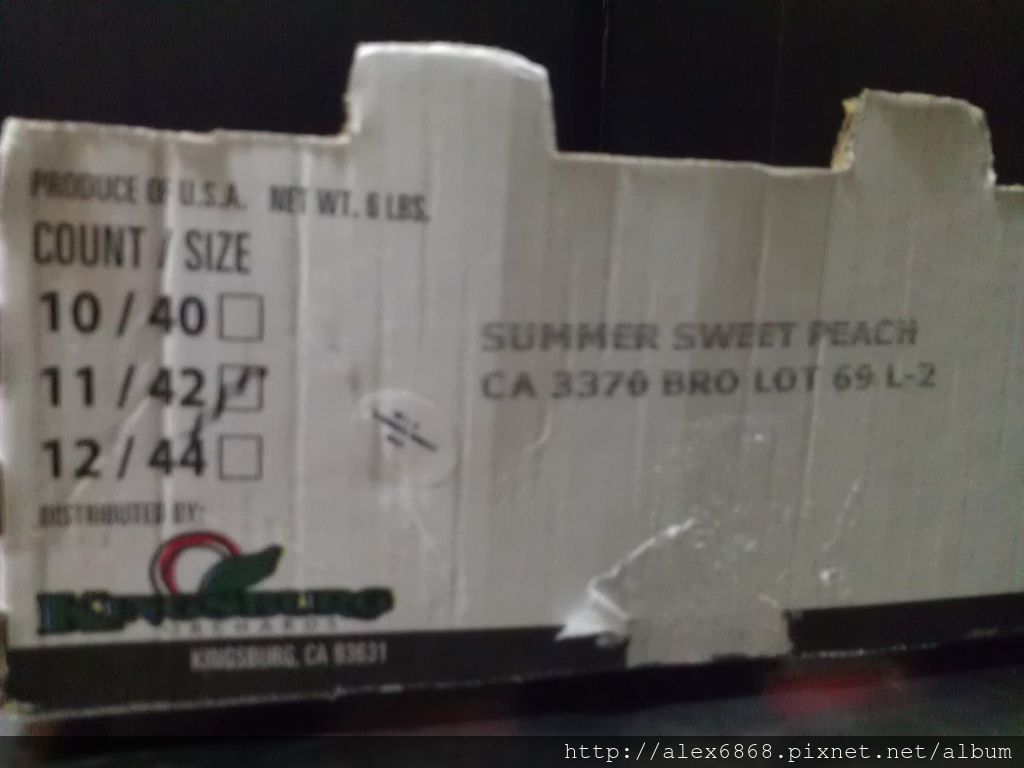 PRODUCE OF U.S.A. NET WT. 6 LBS.
COUNT / SIZE
10 / 40
11 / 42
12 / 44
SUMMER SWEET PEACH
CA 3370 BRO LOT 69 L-2
DISTRIBUTED BY:
Kingsburg
ORCHARDS
KINGSBURG, CA 93631
http://alex6868.pixnet.net/album